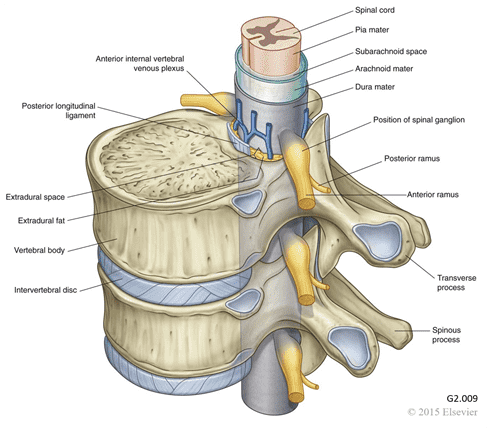 Spinal cord
Pia mater
Subarachnoid space
Arachnoid mater
Dura mater
Position of spinal ganglion
Posterior ramus
Anterior ramus
Transverse
process
Spinous
process
Anterior internal vertebral
venous plexus
Posterior longitudinal
ligament
Extradural space
Extradural fat
Vertebral body
Intervertebral disc
G2.009
© 2015 Elsevier